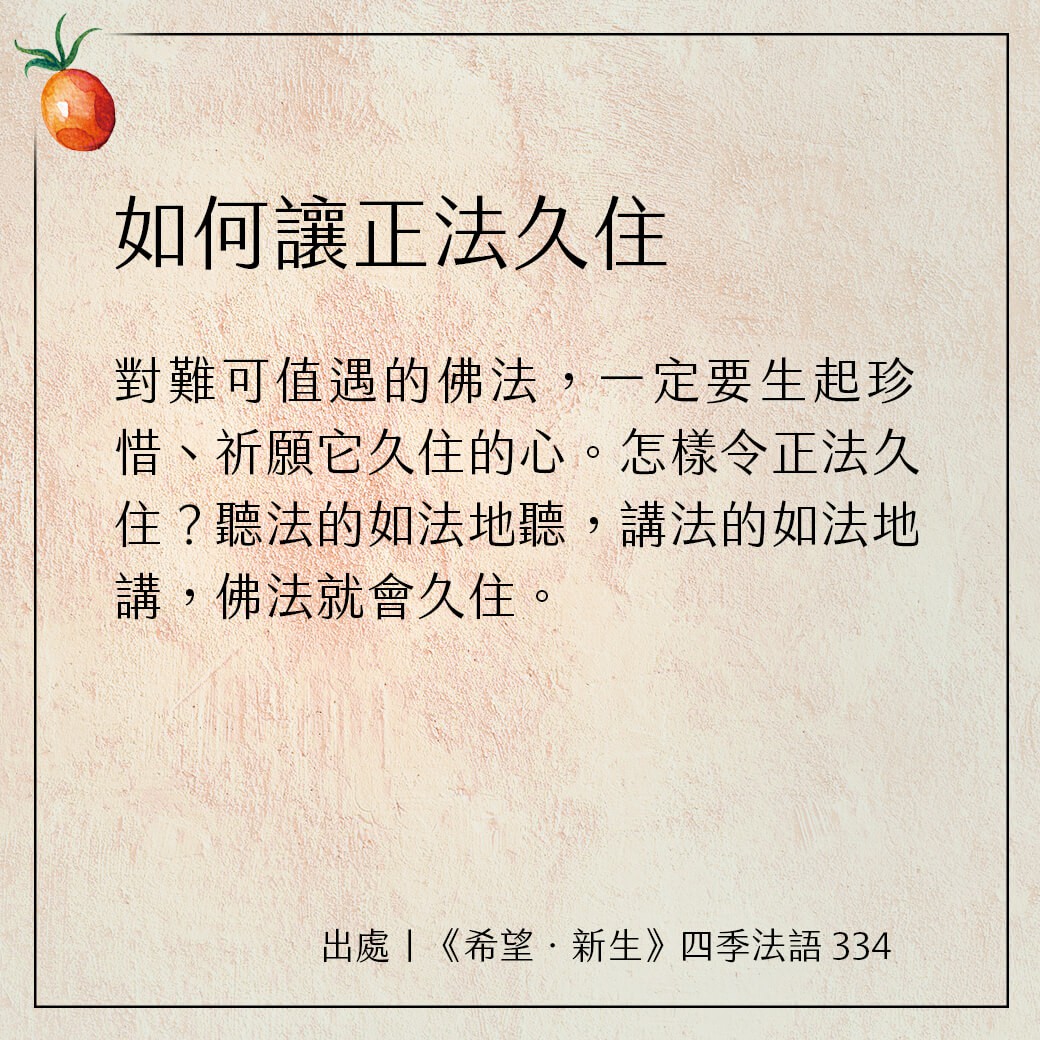 如何讓正法久住
對難可值遇的佛法，一定要生起珍
惜、祈願它久住的心。怎樣令正法久
住？聽法的如法地聽，講法的如法地
講，佛法就會久住。
出處｜《希望．新生》四季法語 334